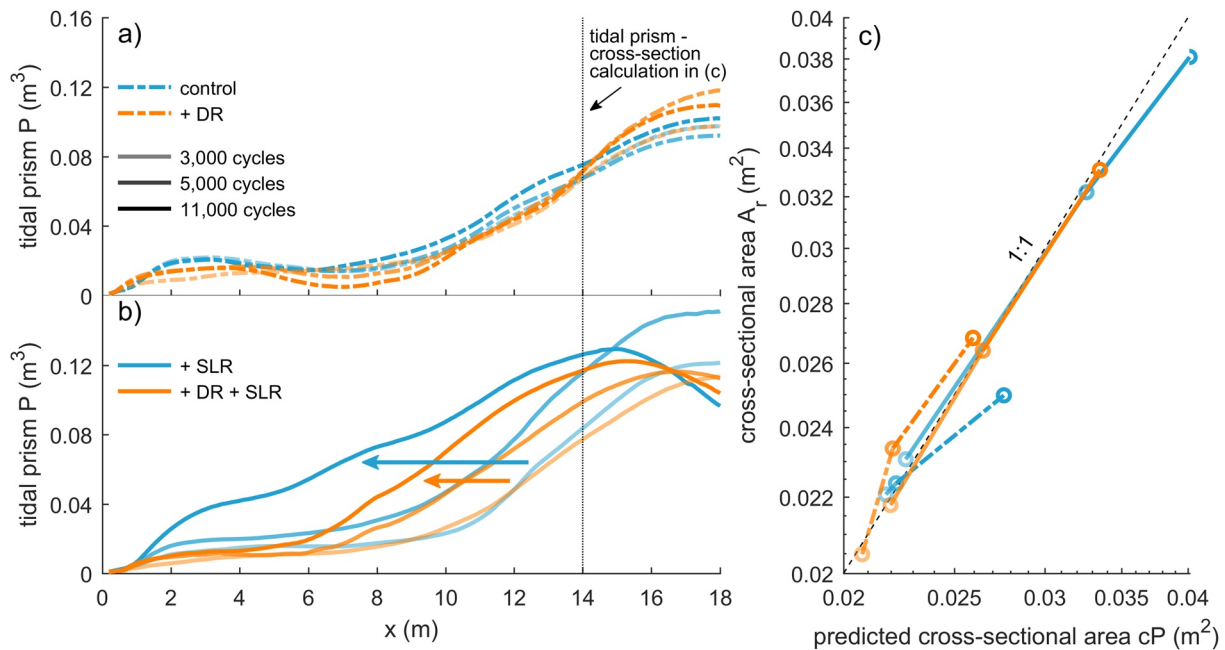 a)
tidal prism P (m³)
0.16
0.12
0.08
0.04
0
control
+ DR
3,000 cycles
5,000 cycles
11,000 cycles
tidal prism -
cross-section
calculation in (c)
b)
tidal prism P (m³)
0.12
0.08
0.04
0
+ SLR
+ DR + SLR
0 2 4 6 8 10 12 14 16 18
x (m)
c)
cross-sectional area Aᵣ (m²)
0.04
0.038
0.036
0.034
0.032
0.03
0.028
0.026
0.024
0.022
0.02
1:1
0.02 0.025 0.03 0.035 0.04
predicted cross-sectional area cP (m²)